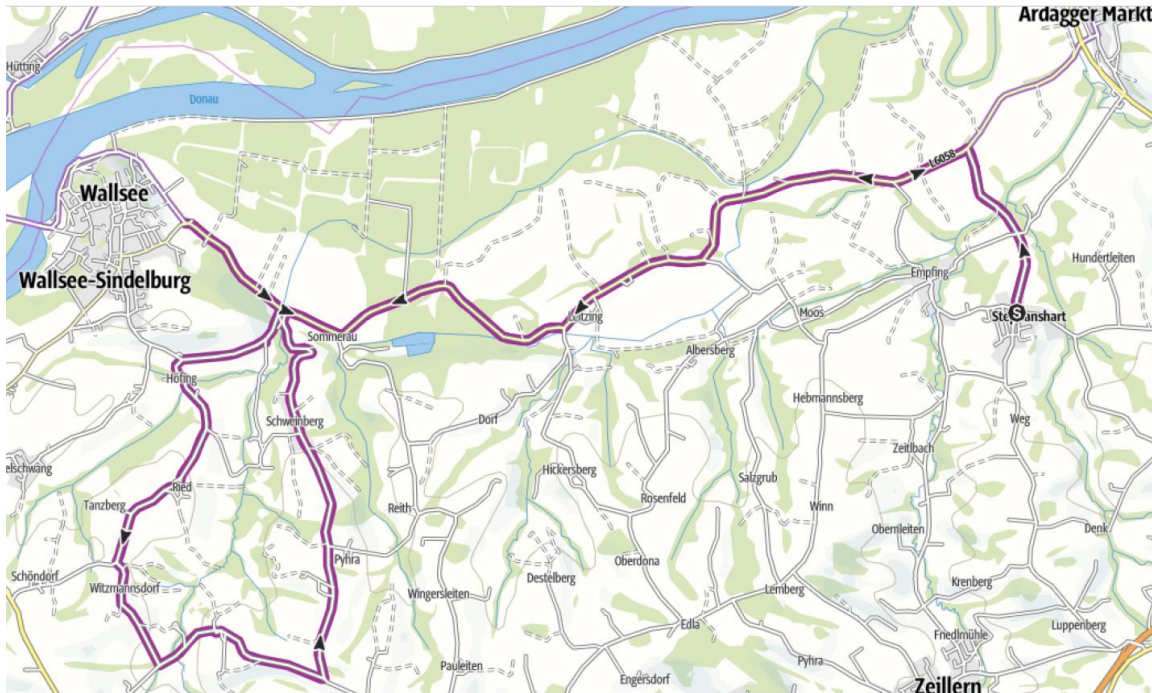 Ardagger Markt
Hütting
Donau
L6058
Wallsee
Wallsee-Sindelburg
Empfing
Hundertleiten
S
Leitzing
Moos
Sommerau
Albersberg
Höfing
Hebmannsberg
Schweinberg
Dorf
Weg
Zeitlbach
Hickersberg
Salzgrub
Ried
Rosenfeld
Tanzberg
Reith
Winn
Obernleiten
Denk
Pyhra
Oberdona
Schöndorf
Destelberg
Witzmannsdorf
Wingersleiten
Lemberg
Krenberg
Edla
Luppenberg
Friedlmühle
Pauleiten
Pyhra
Engersdorf
Zeillern